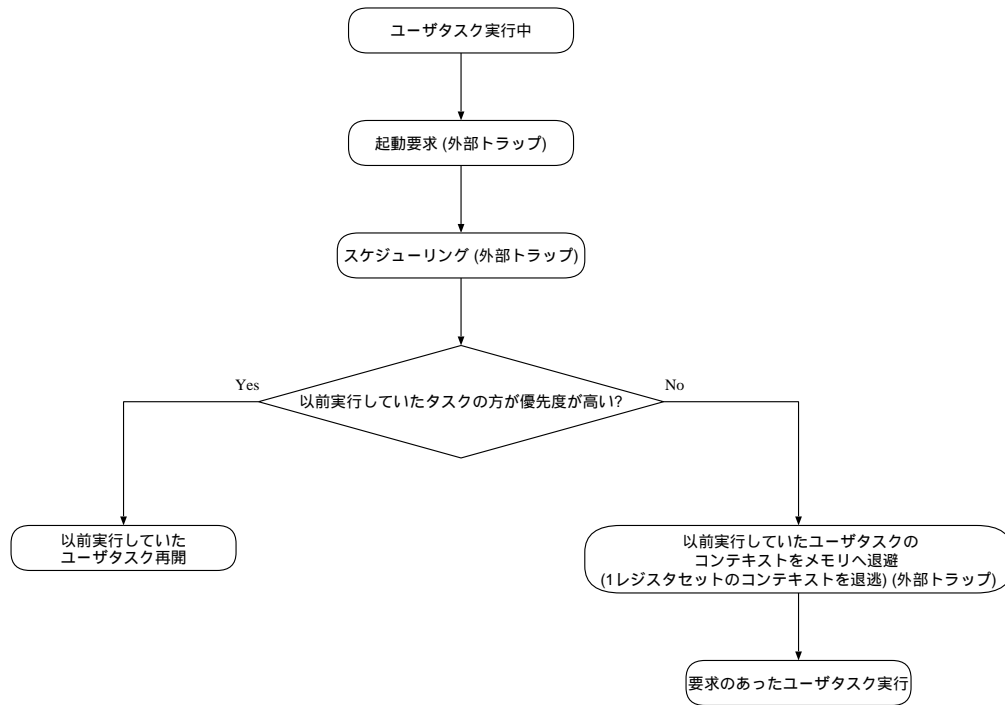 ユーザタスク実行中
起動要求 (外部トラップ)
スケジューリング (外部トラップ)
Yes
No
以前実行していたタスクの方が優先度が高い?
以前実行していた
ユーザタスク再開
以前実行していたユーザタスクの
コンテキストをメモリへ退避
(1レジスタセットのコンテキストを退逃) (外部トラップ)
要求のあったユーザタスク実行